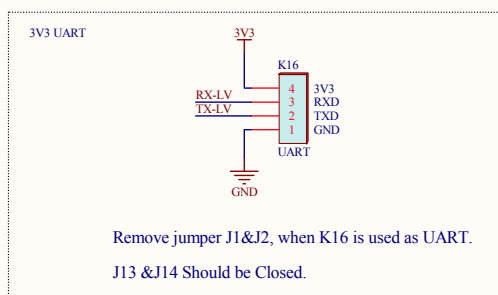 3V3 UART
3V3
K16
4 3V3
RX-LV 3 RXD
TX-LV 2 TXD
1 GND
UART
GND
Remove jumper J1&J2, when K16 is used as UART.
J13 &J14 Should be Closed.